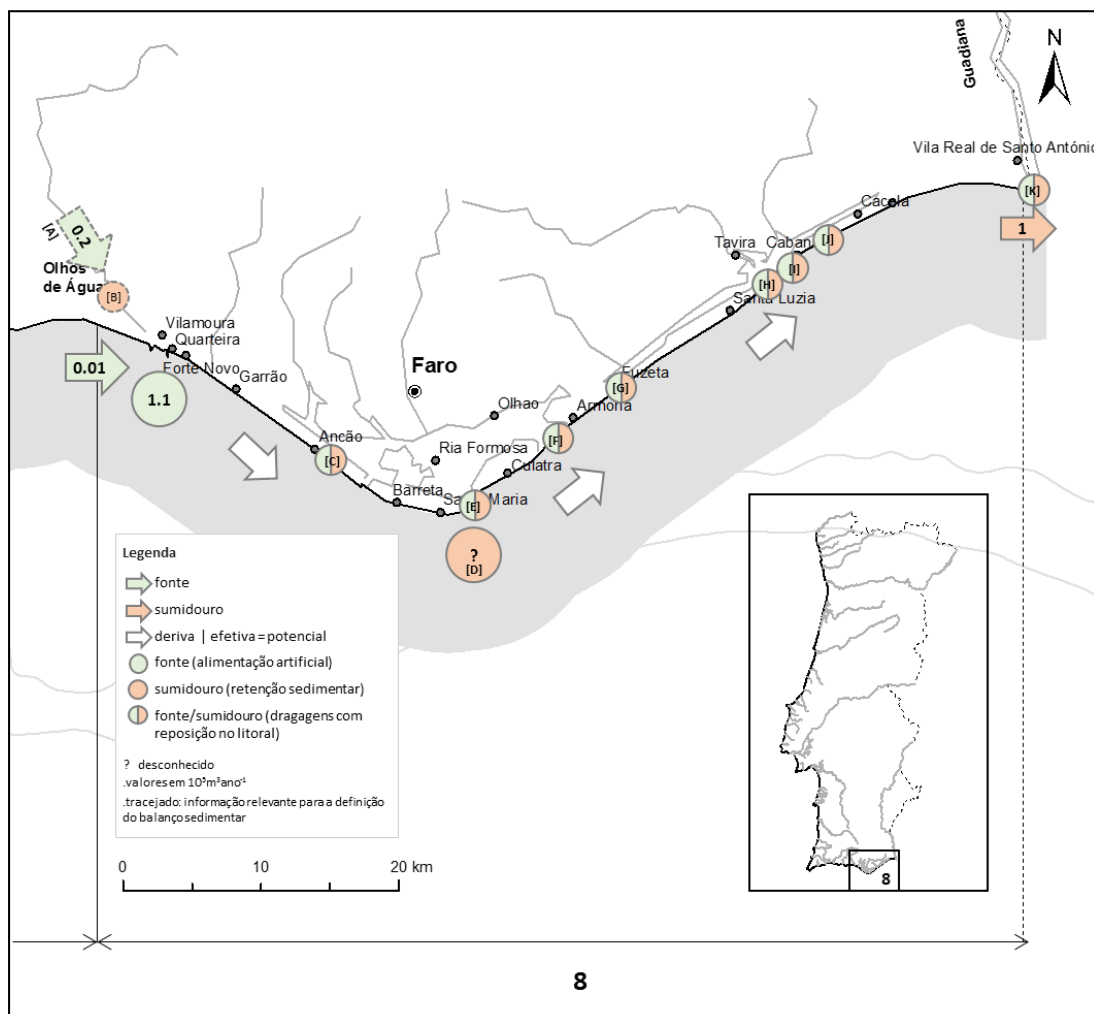 Guadiana
N
Vila Real de Santo António
[K]
1
Cacela
[J]
Tavira
Caban
[I]
[H]
Santa Luzia
0.2
[A]
Olhos
de Água
[B]
Vilamoura
Quarteira
Forte Novo
0.01
1.1
Garrão
Faro
Fuzeta
[G]
Olhao
Armona
[F]
Ancão
[C]
Ria Formosa
Culatra
Barreta
Sa
Maria
[E]
?
[D]
Legenda
fonte
sumidouro
deriva | efetiva = potencial
fonte (alimentação artificial)
sumidouro (retenção sedimentar)
fonte/sumidouro (dragagens com
reposição no litoral)
? desconhecido
.valores em 10⁵m³ano⁻¹
.tracejado: informação relevante para a definição
do balanço sedimentar
0 10 20 km
8
8